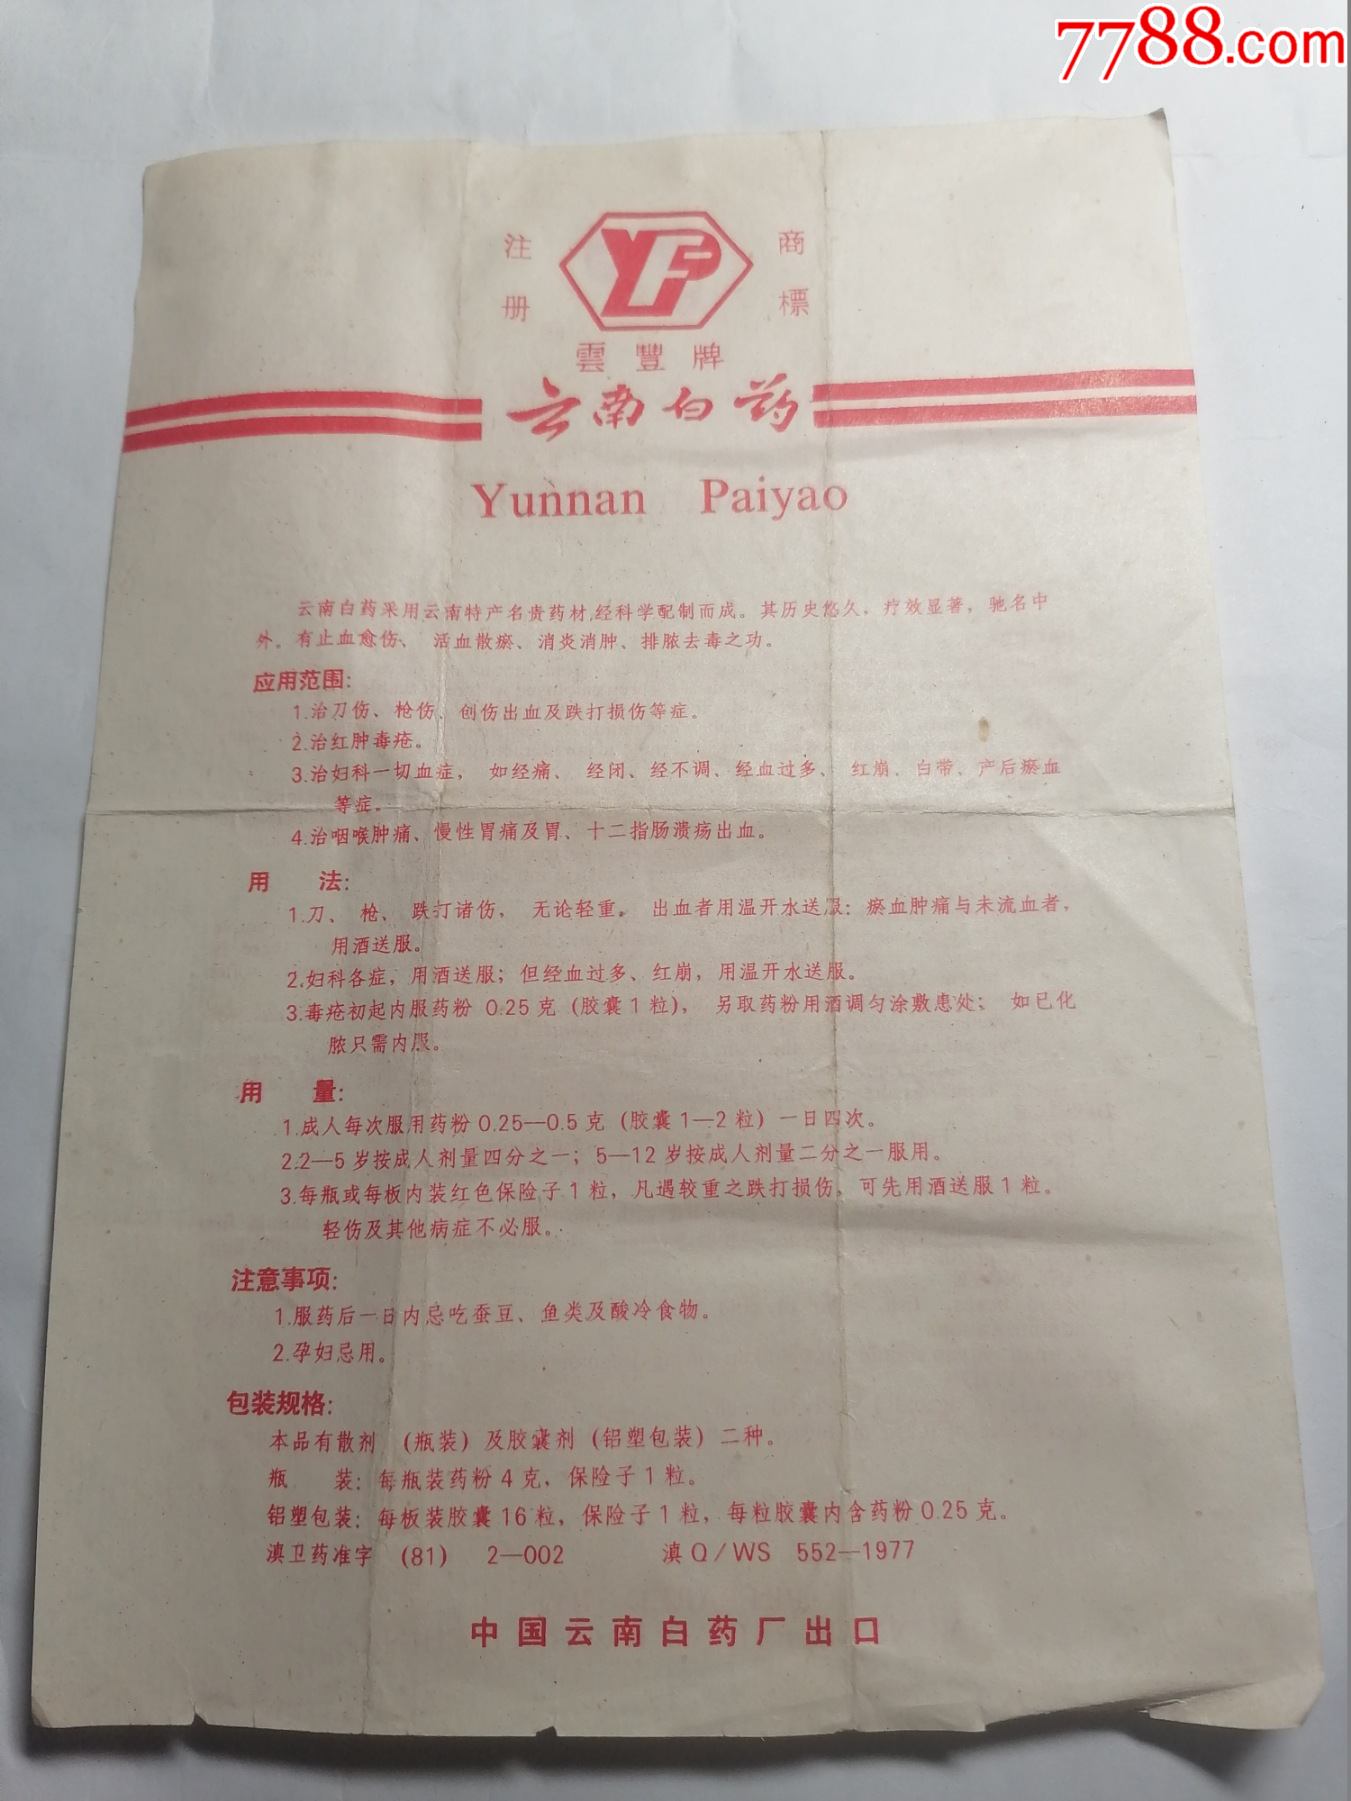 7788.com
注 商
册 標
YP
雲豐牌
云南白药
Yunnan Paiyao
云南白药采用云南特产名贵药材,经科学配制而成。其历史悠久、疗效显著，驰名中
外。有止血愈伤、活血散瘀、消炎消肿、排脓去毒之功。
应用范围：
1.治刀伤、枪伤、创伤出血及跌打损伤等症。
2.治红肿毒疮。
3.治妇科一切血症，如经痛、经闭、经不调、经血过多、红崩、白带、产后瘀血
等症。
4.治咽喉肿痛、慢性胃痛及胃、十二指肠溃疡出血。
用 法：
1.刀、枪、跌打诸伤，无论轻重。出血者用温开水送服；瘀血肿痛与未流血者，
用酒送服。
2.妇科各症，用酒送服；但经血过多、红崩，用温开水送服。
3.毒疮初起内服药粉 0.25 克（胶囊 1 粒），另取药粉用酒调匀涂敷患处；如已化
脓只需内服。
用 量：
1.成人每次服用药粉 0.25—0.5 克（胶囊 1—2 粒）一日四次。
2.2—5 岁按成人剂量四分之一；5—12 岁按成人剂量二分之一服用。
3.每瓶或每板内装红色保险子 1 粒，凡遇较重之跌打损伤，可先用酒送服 1 粒。
轻伤及其他病症不必服。
注意事项：
1.服药后一日内忌吃蚕豆、鱼类及酸冷食物。
2.孕妇忌用。
包装规格：
本品有散剂（瓶装）及胶囊剂（铝塑包装）二种。
瓶 装：每瓶装药粉 4 克，保险子 1 粒。
铝塑包装：每板装胶囊 16 粒，保险子 1 粒，每粒胶囊内含药粉 0.25 克。
滇卫药准字（81） 2—002 滇 Q/WS 552—1977
中国云南白药厂出口